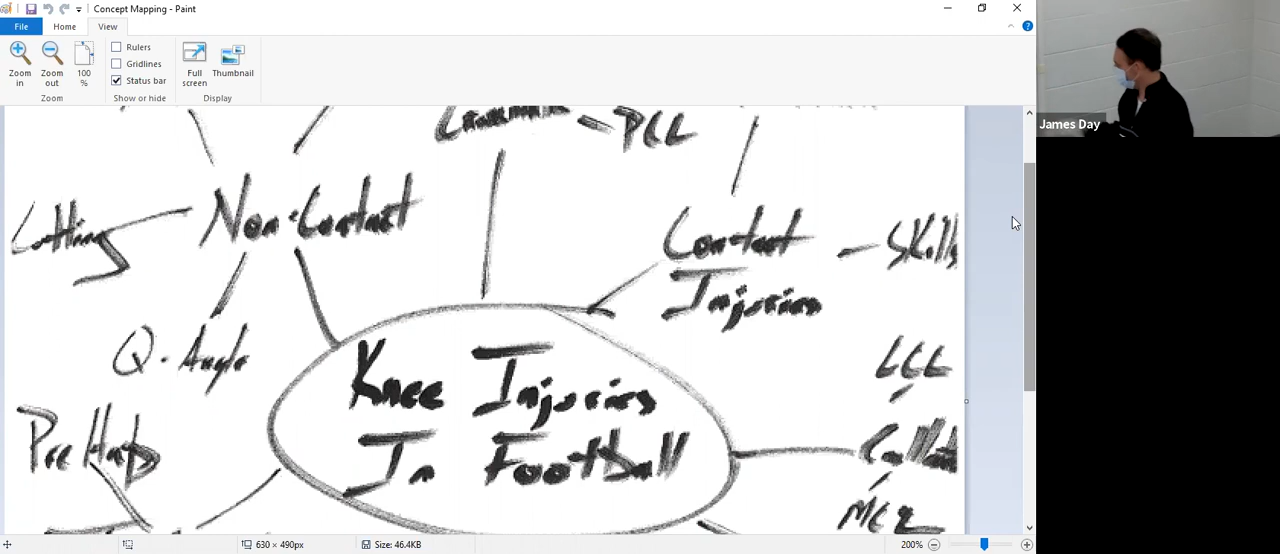 Concept Mapping - Paint
File Home View
Zoom in
Zoom out
100 %
Rulers
Gridlines
Status bar
Full screen
Thumbnail
Zoom
Show or hide
Display
James Day
PCL
Non-Contact
Cutting
Contact
Injuries
Skills
Q-Angle
Knee Injuries
In Football
LCL
MCL
630 × 490px
Size: 46.4KB
200%